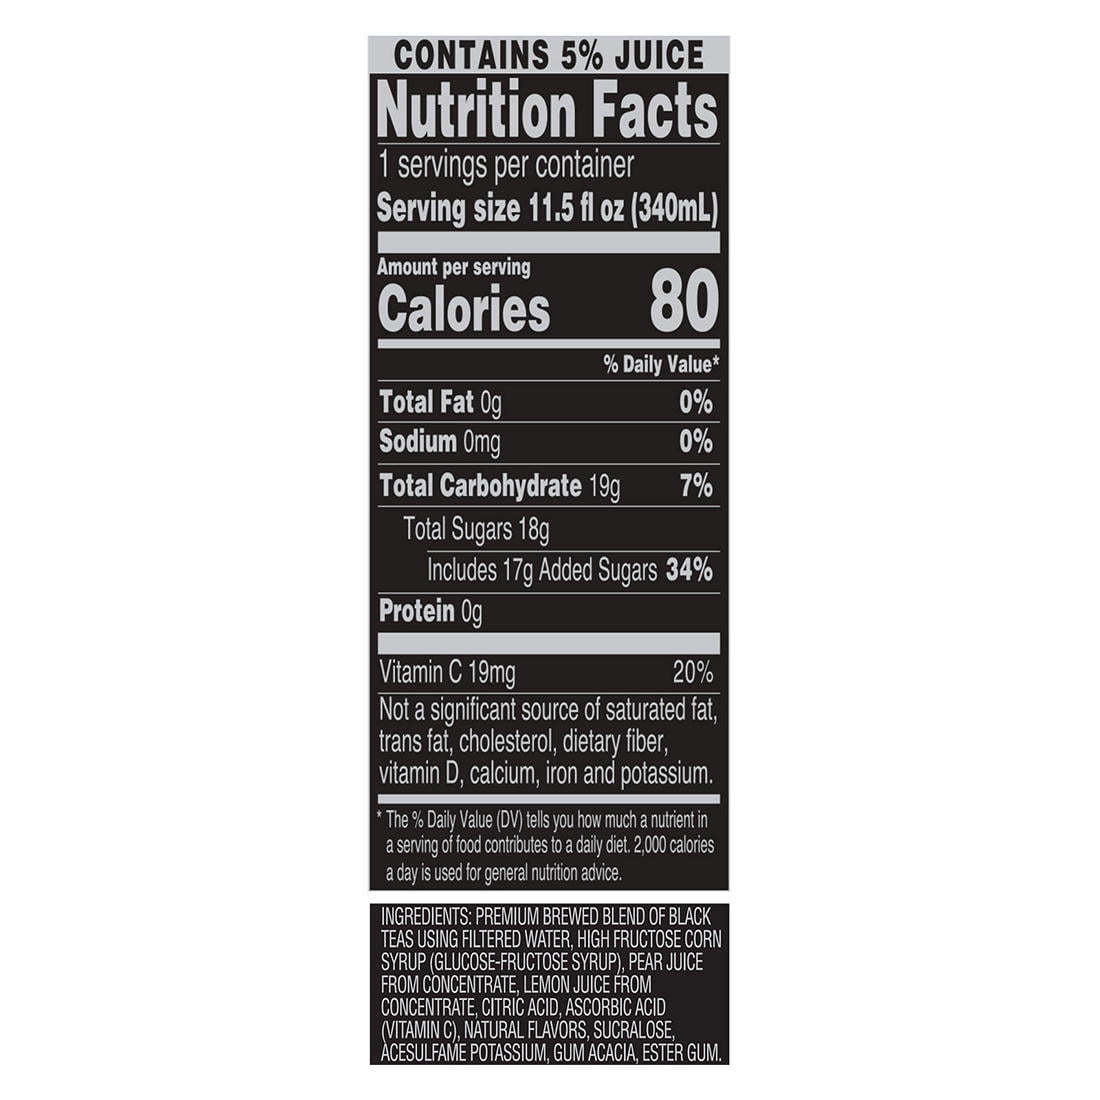 CONTAINS 5% JUICE
Nutrition Facts
1 servings per container
Serving size 11.5 fl oz (340mL)
Amount per serving
Calories 80
% Daily Value*
Total Fat 0g 0%
Sodium 0mg 0%
Total Carbohydrate 19g 7%
Total Sugars 18g
Includes 17g Added Sugars 34%
Protein 0g
Vitamin C 19mg 20%
Not a significant source of saturated fat,
trans fat, cholesterol, dietary fiber,
vitamin D, calcium, iron and potassium.
* The % Daily Value (DV) tells you how much a nutrient in
a serving of food contributes to a daily diet. 2,000 calories
a day is used for general nutrition advice.
INGREDIENTS: PREMIUM BREWED BLEND OF BLACK
TEAS USING FILTERED WATER, HIGH FRUCTOSE CORN
SYRUP (GLUCOSE-FRUCTOSE SYRUP), PEAR JUICE
FROM CONCENTRATE, LEMON JUICE FROM
CONCENTRATE, CITRIC ACID, ASCORBIC ACID
(VITAMIN C), NATURAL FLAVORS, SUCRALOSE,
ACESULFAME POTASSIUM, GUM ACACIA, ESTER GUM.